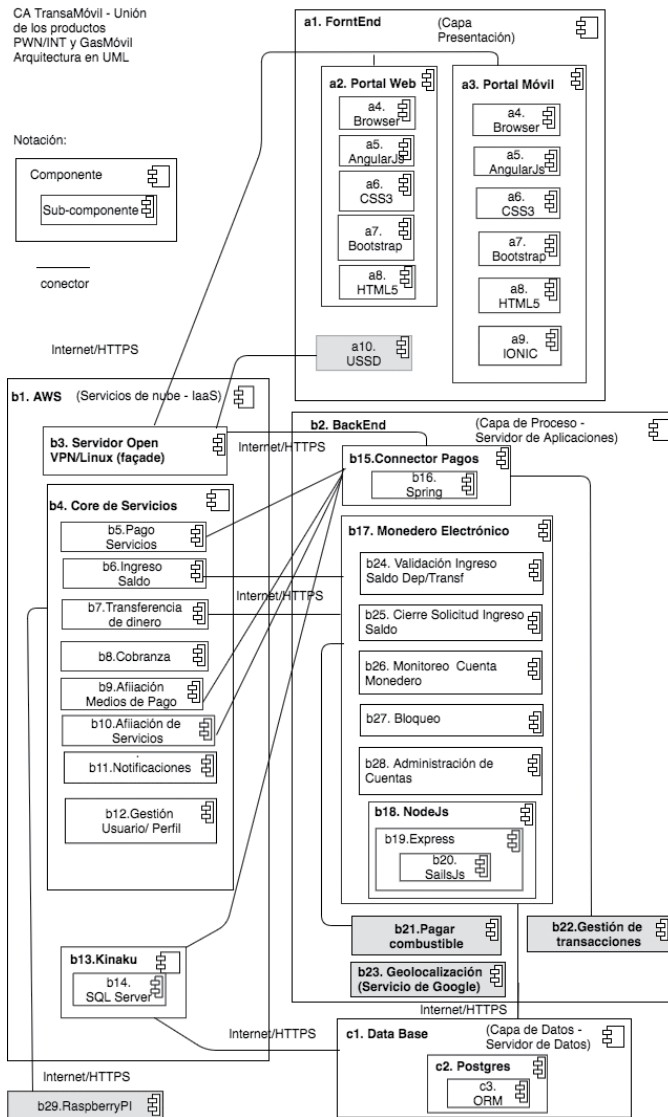 CA TransaMóvil - Unión
de los productos
PWN/INT y GasMóvil
Arquitectura en UML
Notación:
Componente
Sub-componente
conector
a1. ForntEnd
(Capa
Presentación)
a2. Portal Web
a4.
Browser
a5.
AngularJs
a6.
CSS3
a7.
Bootstrap
a8.
HTML5
a3. Portal Móvil
a4.
Browser
a5.
AngularJs
a6.
CSS3
a7.
Bootstrap
a8.
HTML5
a9.
IONIC
a10.
USSD
Internet/HTTPS
b1. AWS
(Servicios de nube - IaaS)
b3. Servidor Open
VPN/Linux (façade)
Internet/HTTPS
b4. Core de Servicios
b5.Pago
Servicios
b6.Ingreso
Saldo
b7.Transferencia
de dinero
b8.Cobranza
b9.Afiiación
Medios de Pago
b10.Afiiación de
Servicios
b11.Notificaciones
b12.Gestión
Usuario/ Perfil
b13.Kinaku
b14.
SQL Server
Internet/HTTPS
b29.RaspberryPI
b2. BackEnd
(Capa de Proceso -
Servidor de Aplicaciones)
b15.Connector Pagos
b16.
Spring
b17. Monedero Electrónico
b24. Validación Ingreso
Saldo Dep/Transf
Internet/HTTPS
b25. Cierre Solicitud Ingreso
Saldo
b26. Monitoreo Cuenta
Monedero
b27. Bloqueo
b28. Administración de
Cuentas
b18. NodeJs
b19.Express
b20.
SailsJs
b21.Pagar
combustible
b22.Gestión de
transacciones
b23. Geolocalización
(Servicio de Google)
Internet/HTTPS
Internet/HTTPS
c1. Data Base
(Capa de Datos -
Servidor de Datos)
c2. Postgres
c3.
ORM